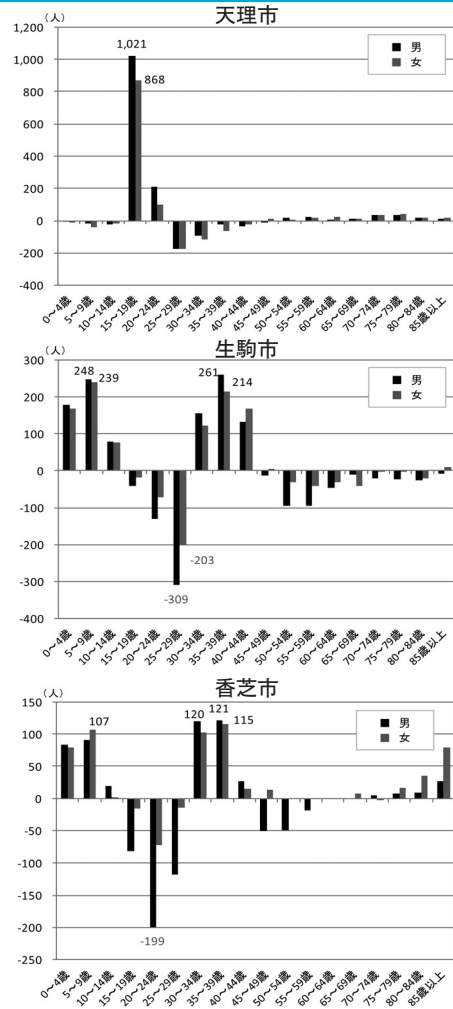 天理市
（人）
1,200
1,000
800
600
400
200
0
-200
-400
1,021
868
男
女
0〜4歳
5〜9歳
10〜14歳
15〜19歳
20〜24歳
25〜29歳
30〜34歳
35〜39歳
40〜44歳
45〜49歳
50〜54歳
55〜59歳
60〜64歳
65〜69歳
70〜74歳
75〜79歳
80〜84歳
85歳以上
生駒市
（人）
300
200
100
0
-100
-200
-300
-400
248
239
261
214
-203
-309
男
女
0〜4歳
5〜9歳
10〜14歳
15〜19歳
20〜24歳
25〜29歳
30〜34歳
35〜39歳
40〜44歳
45〜49歳
50〜54歳
55〜59歳
60〜64歳
65〜69歳
70〜74歳
75〜79歳
80〜84歳
85歳以上
香芝市
（人）
150
100
50
0
-50
-100
-150
-200
-250
107
120
121
115
-199
男
女
0〜4歳
5〜9歳
10〜14歳
15〜19歳
20〜24歳
25〜29歳
30〜34歳
35〜39歳
40〜44歳
45〜49歳
50〜54歳
55〜59歳
60〜64歳
65〜69歳
70〜74歳
75〜79歳
80〜84歳
85歳以上